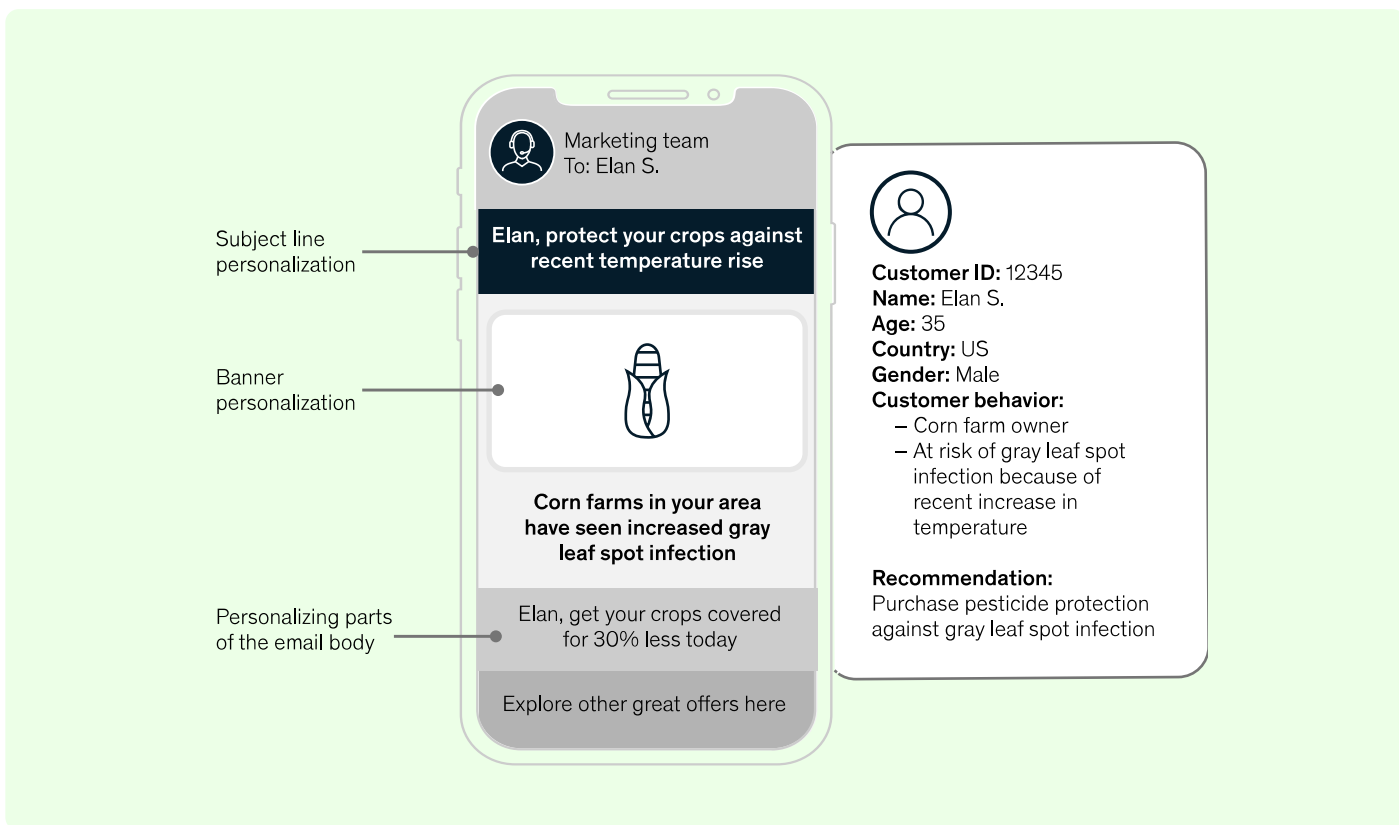 Marketing team
To: Elan S.
Subject line
personalization
Elan, protect your crops against
recent temperature rise
Banner
personalization
Corn farms in your area
have seen increased gray
leaf spot infection
Personalizing parts
of the email body
Elan, get your crops covered
for 30% less today
Explore other great offers here
Customer ID: 12345
Name: Elan S.
Age: 35
Country: US
Gender: Male
Customer behavior:
– Corn farm owner
– At risk of gray leaf spot
infection because of
recent increase in
temperature
Recommendation:
Purchase pesticide protection
against gray leaf spot infection